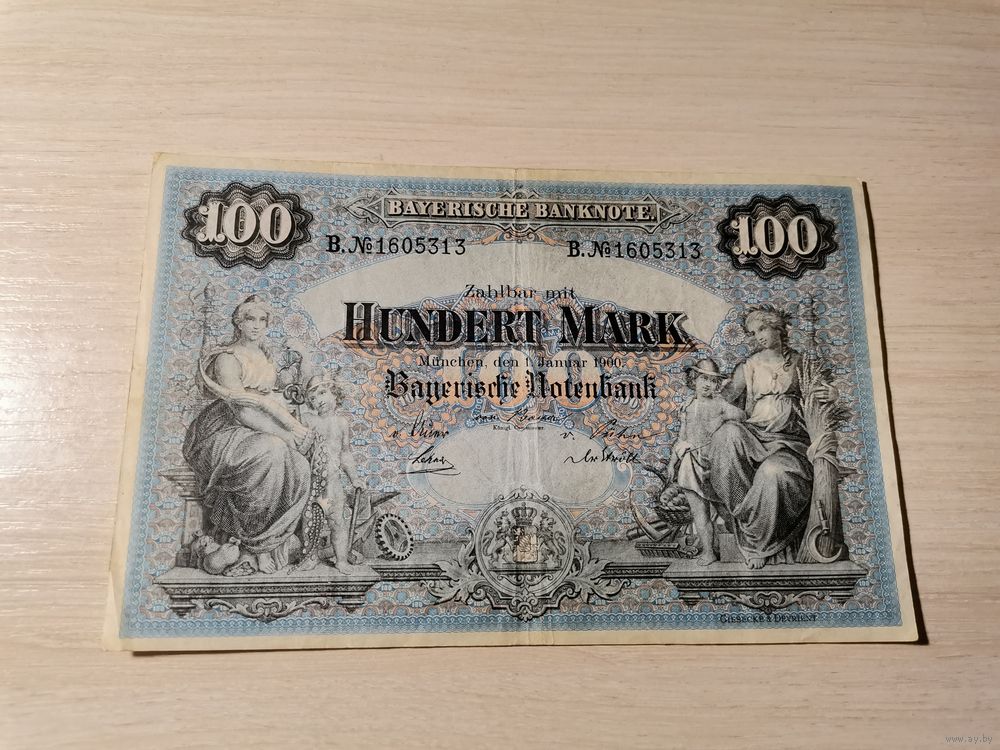 100
BAYERISCHE BANKNOTE.
100
B.№1605313
B.№1605313
Zahlbar mit
HUNDERT MARK
München, den 1. Januar 1900.
Bayerische Notenbank
Königl.
v.
v.
GIESECKE & DEVRIENT
www.ay.by